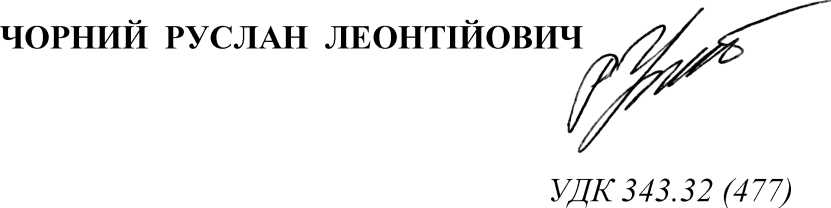 ЧОРНИЙ РУСЛАН ЛЕОНТІЙОВИЧ
УДК 343.32 (477)